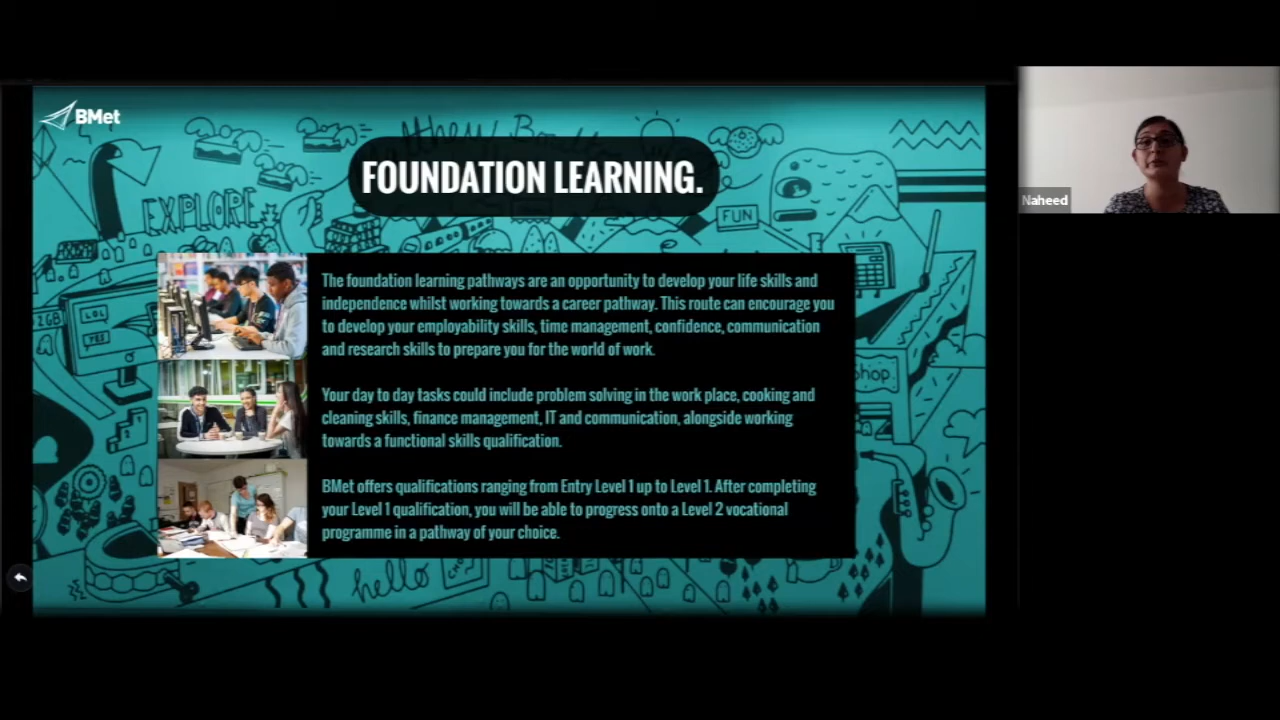 BMet
FOUNDATION LEARNING.
Naheed
EXPLORE
FUN
The foundation learning pathways are an opportunity to develop your life skills and
independence whilst working towards a career pathway. This route can encourage you
to develop your employability skills, time management, confidence, communication
and research skills to prepare you for the world of work.
2GB
LOL
YES
Your day to day tasks could include problem solving in the work place, cooking and
cleaning skills, finance management, IT and communication, alongside working
towards a functional skills qualification.
shop
BMet offers qualifications ranging from Entry Level 1 up to Level 1. After completing
your Level 1 qualification, you will be able to progress onto a Level 2 vocational
programme in a pathway of your choice.
hello